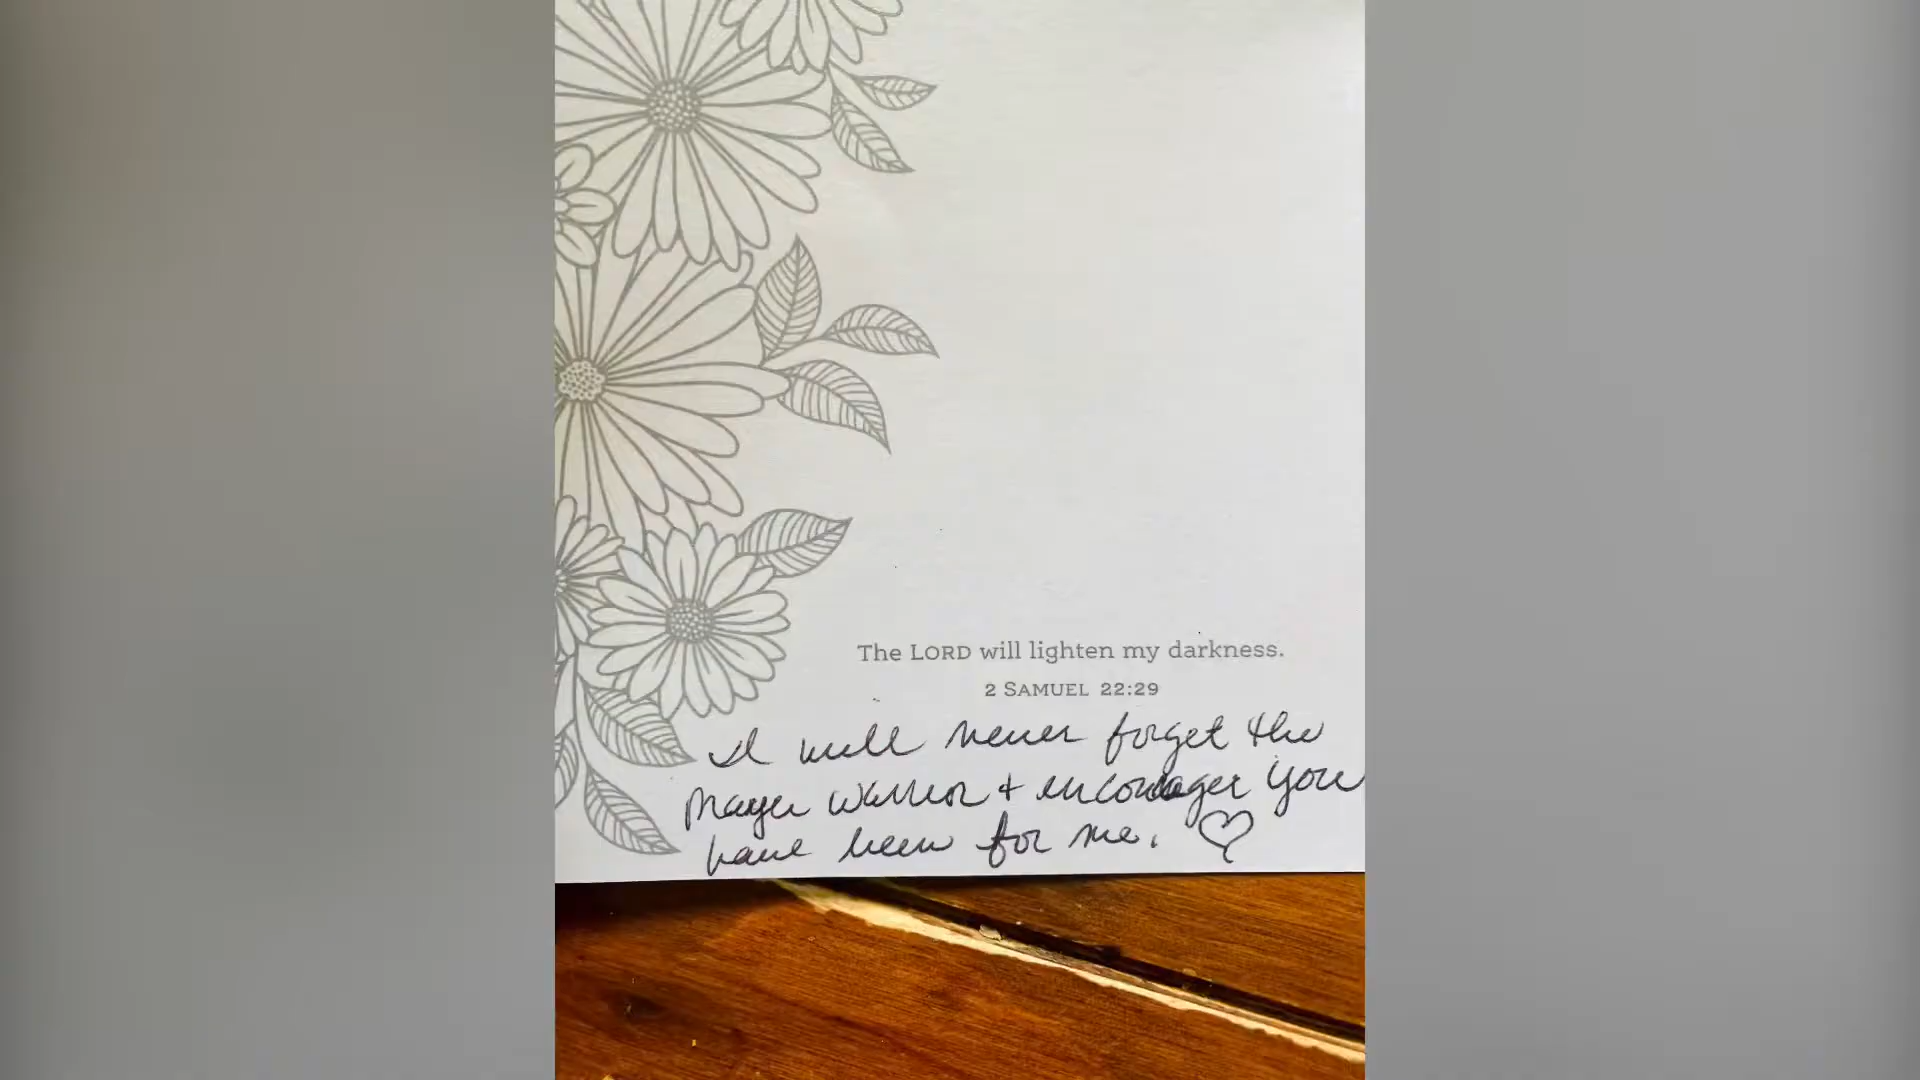 The LORD will lighten my darkness.
2 SAMUEL 22:29
I will never forget the
prayer warrior + encourager you
have been for me. ♡